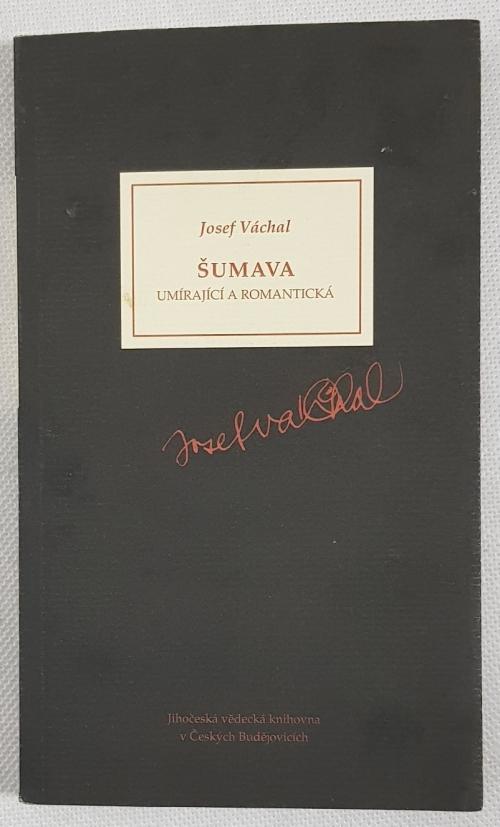 Josef Váchal
ŠUMAVA
UMÍRAJÍCÍ A ROMANTICKÁ
Josef Váchal
Jihočeská vědecká knihovna
v Českých Budějovicích